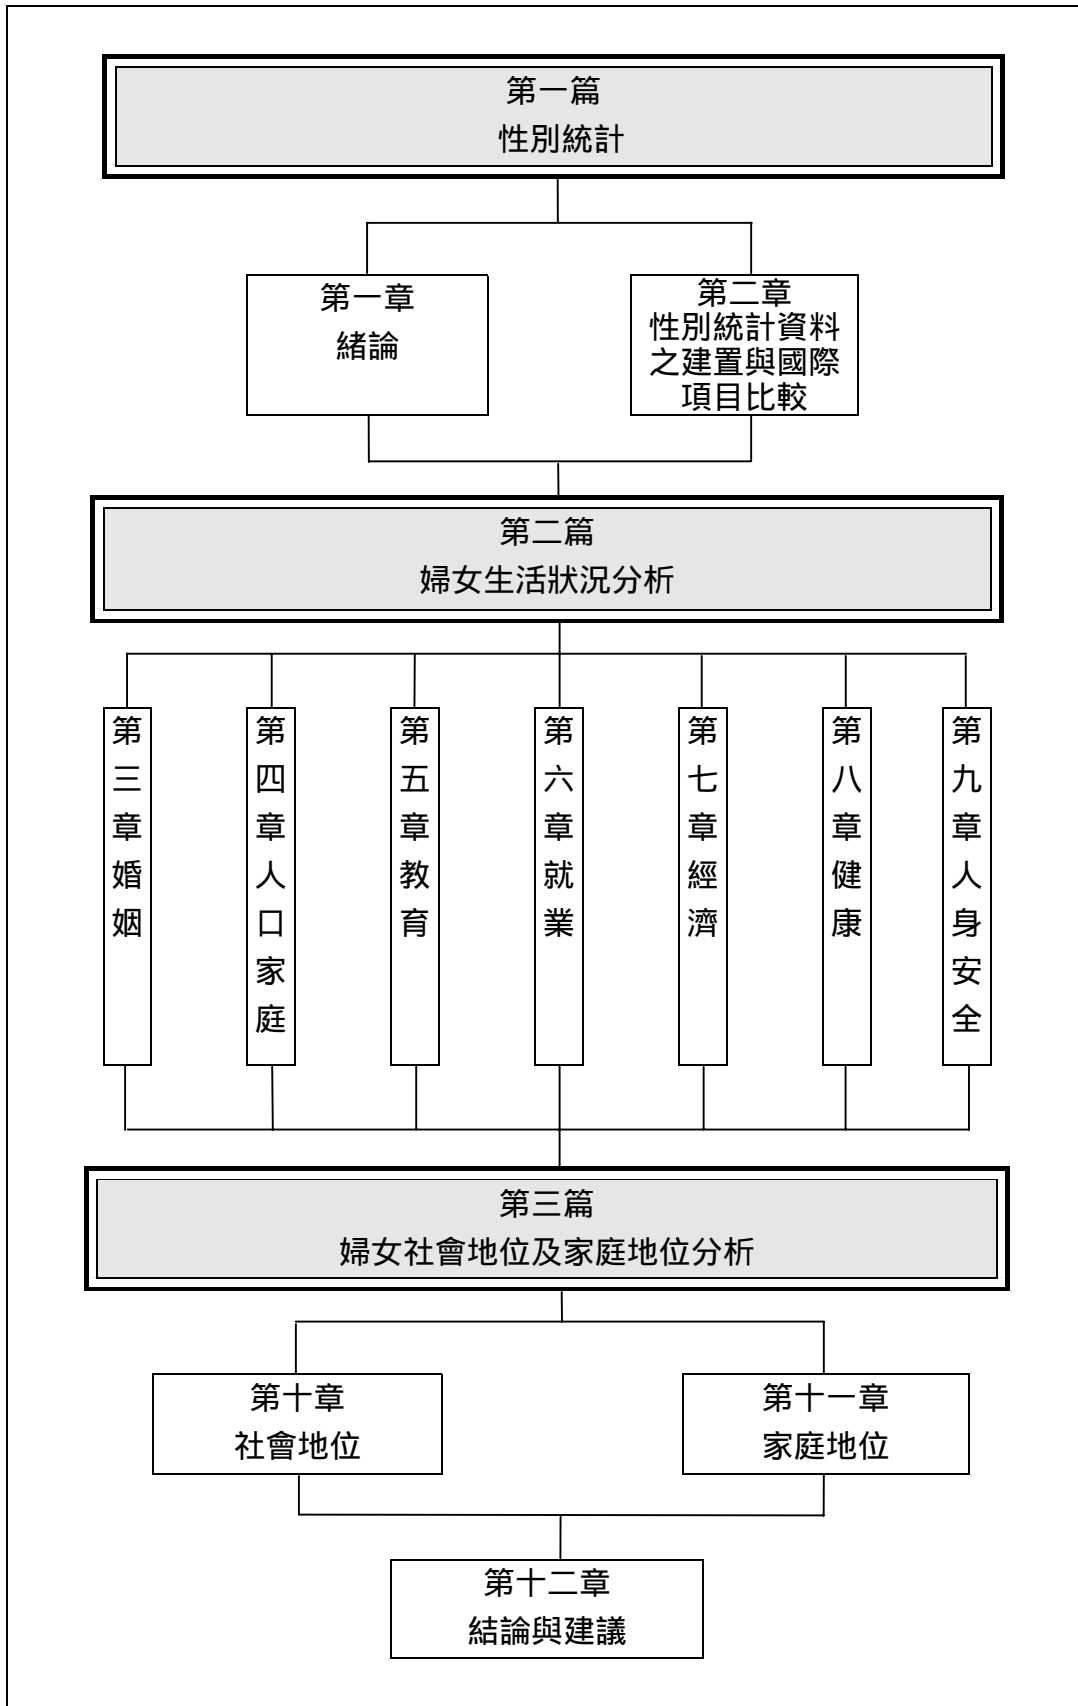 第一篇
性別統計
第一章
緒論
第二章
性別統計資料
之建置與國際
項目比較
第二篇
婦女生活狀況分析
第三章婚姻
第四章人口家庭
第五章教育
第六章就業
第七章經濟
第八章健康
第九章人身安全
第三篇
婦女社會地位及家庭地位分析
第十章
社會地位
第十一章
家庭地位
第十二章
結論與建議